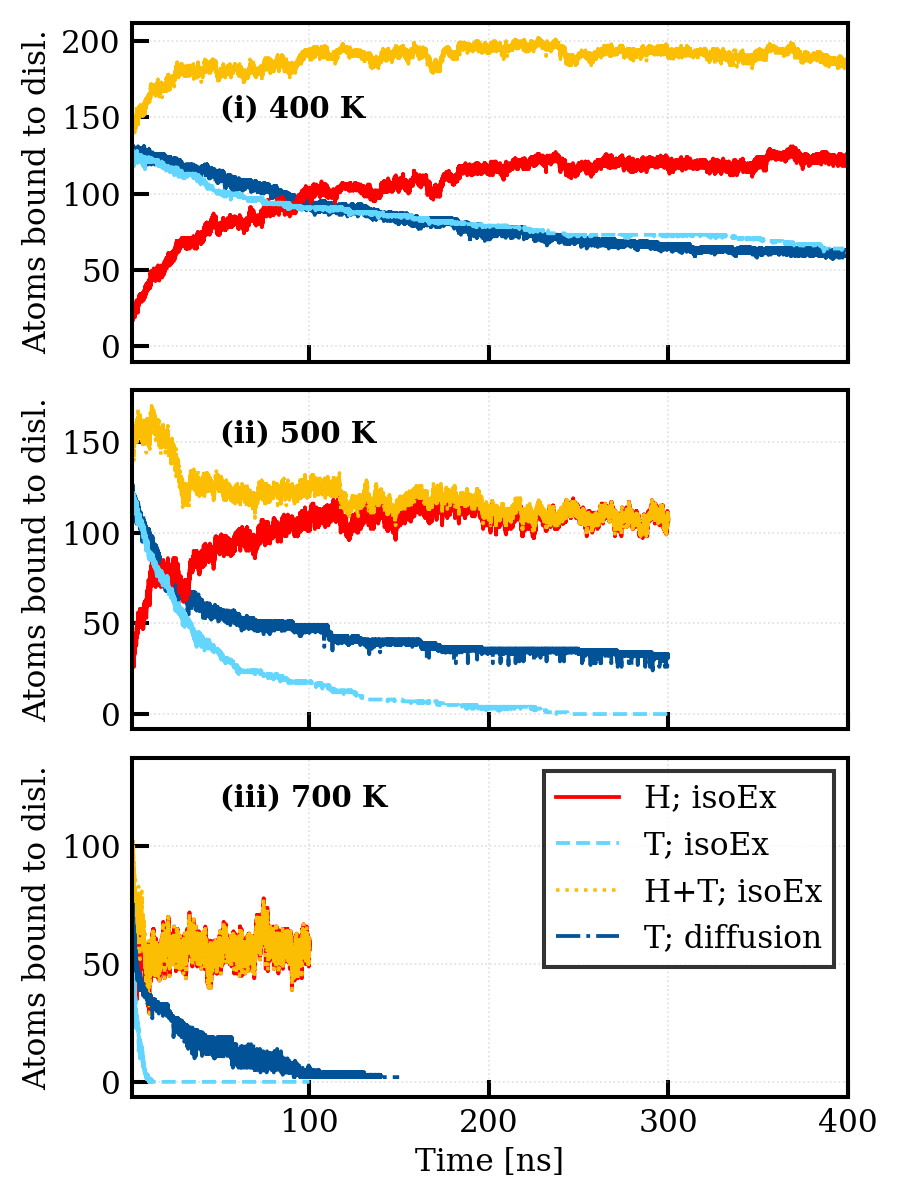 Atoms bound to disl.
200
150
100
50
0
(i) 400 K
Atoms bound to disl.
150
100
50
0
(ii) 500 K
Atoms bound to disl.
100
50
0
(iii) 700 K
H; isoEx
T; isoEx
H+T; isoEx
T; diffusion
100 200 300 400
Time [ns]